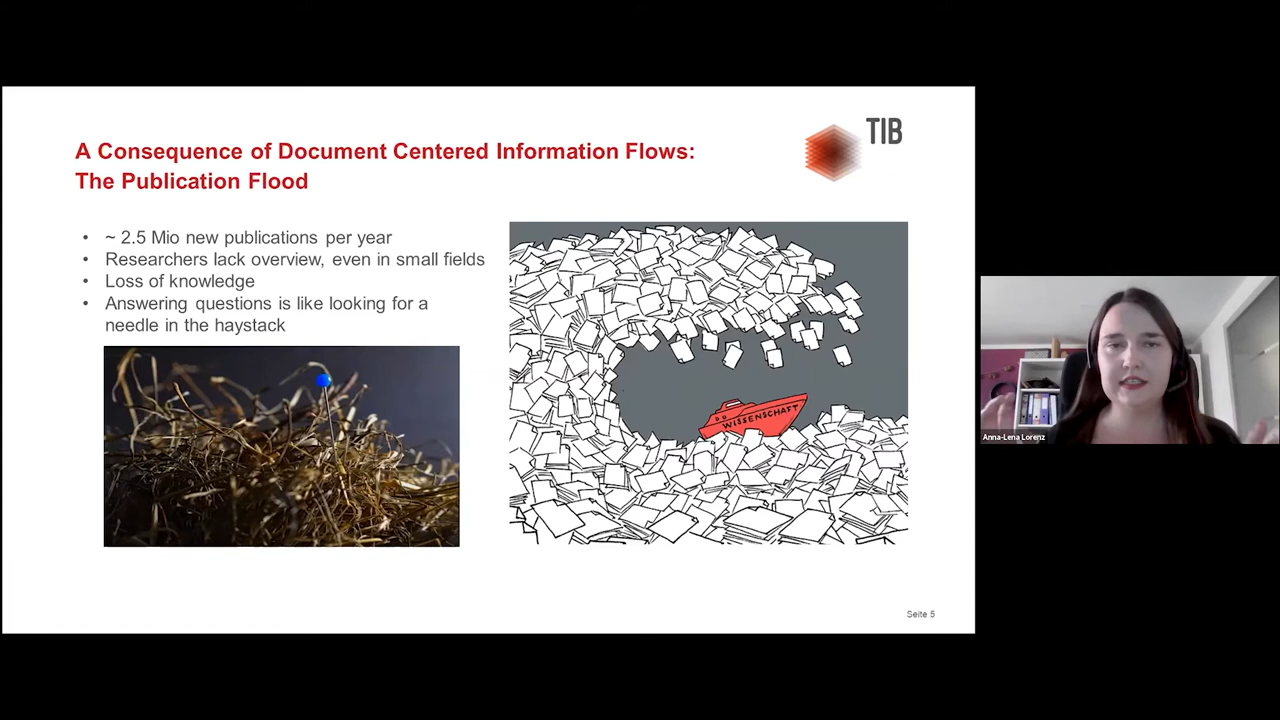 TIB
A Consequence of Document Centered Information Flows:
The Publication Flood
• ~ 2.5 Mio new publications per year
• Researchers lack overview, even in small fields
• Loss of knowledge
• Answering questions is like looking for a
needle in the haystack
WISSENSCHAFT
Seite 5
Anna-Lena Lorenz